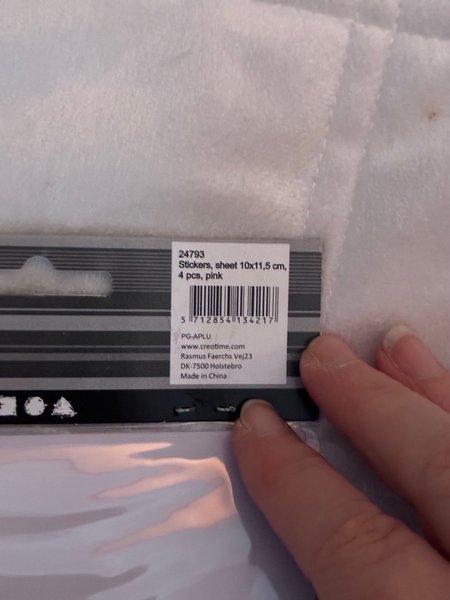 24793
Stickers, sheet 10x11,5 cm,
4 pcs, pink
5 712854 134217
PG-APLU
www.creotime.com
Rasmus Faerchs Vej23
DK-7500 Holstebro
Made in China